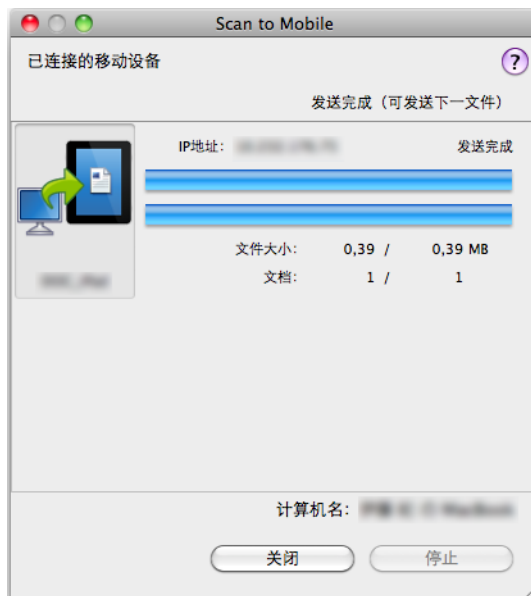 Scan to Mobile
已连接的移动设备
?
发送完成（可发送下一文件）
IP地址： 发送完成
文件大小： 0,39 / 0,39 MB
文档： 1 / 1
计算机名：
关闭 停止